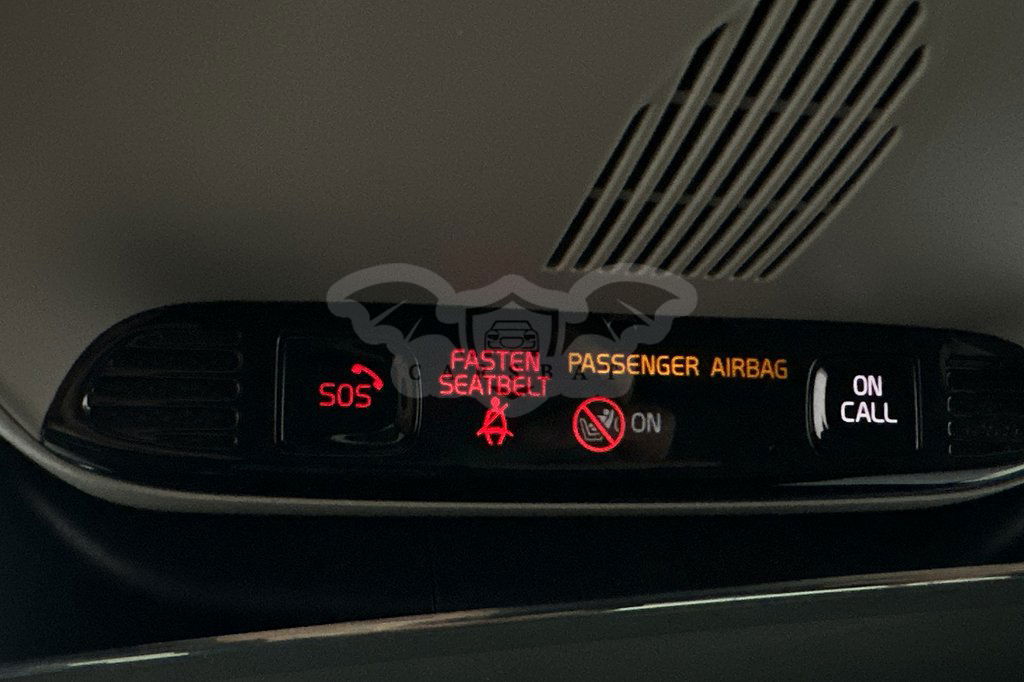 SOS
FASTEN
SEATBELT
PASSENGER AIRBAG
ON
ON
CALL